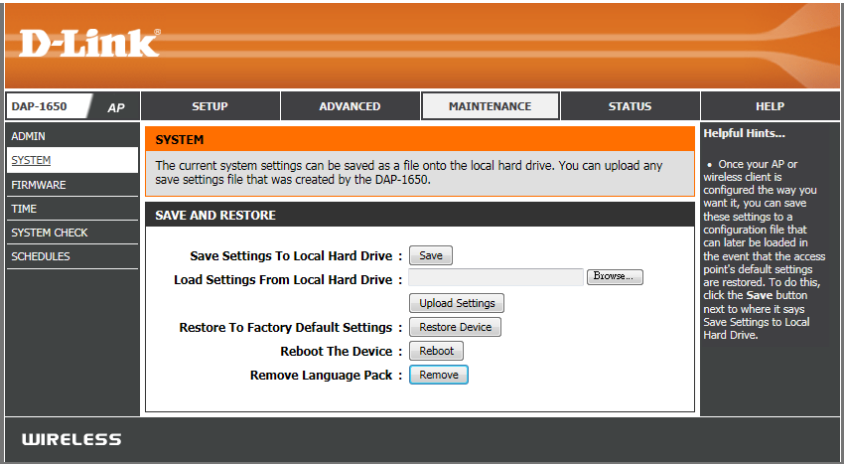 D-Link®
DAP-1650 AP SETUP ADVANCED MAINTENANCE STATUS HELP
ADMIN
SYSTEM
FIRMWARE
TIME
SYSTEM CHECK
SCHEDULES
SYSTEM
The current system settings can be saved as a file onto the local hard drive. You can upload any
save settings file that was created by the DAP-1650.
SAVE AND RESTORE
Save Settings To Local Hard Drive : Save
Load Settings From Local Hard Drive : Browse...
Upload Settings
Restore To Factory Default Settings : Restore Device
Reboot The Device : Reboot
Remove Language Pack : Remove
Helpful Hints...
• Once your AP or
wireless client is
configured the way you
want it, you can save
these settings to a
configuration file that
can later be loaded in
the event that the access
point's default settings
are restored. To do this,
click the Save button
next to where it says
Save Settings to Local
Hard Drive.
WIRELESS